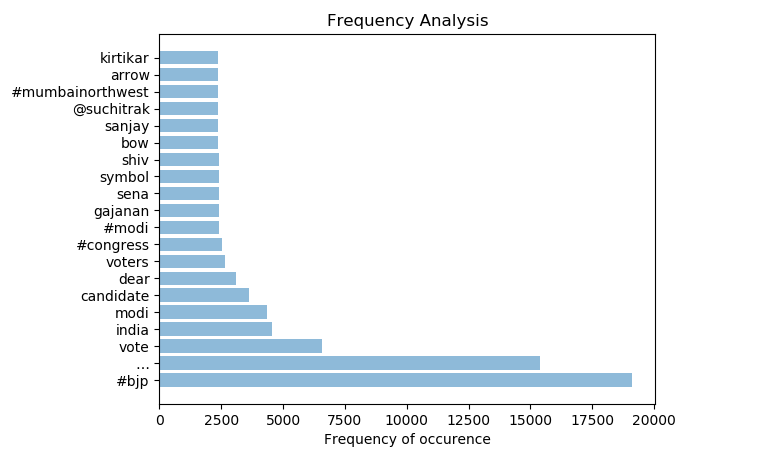 Frequency Analysis
kirtikar
arrow
#mumbainorthwest
@suchitrak
sanjay
bow
shiv
symbol
sena
gajanan
#modi
#congress
voters
dear
candidate
modi
india
vote
…
#bjp
0 2500 5000 7500 10000 12500 15000 17500 20000
Frequency of occurence